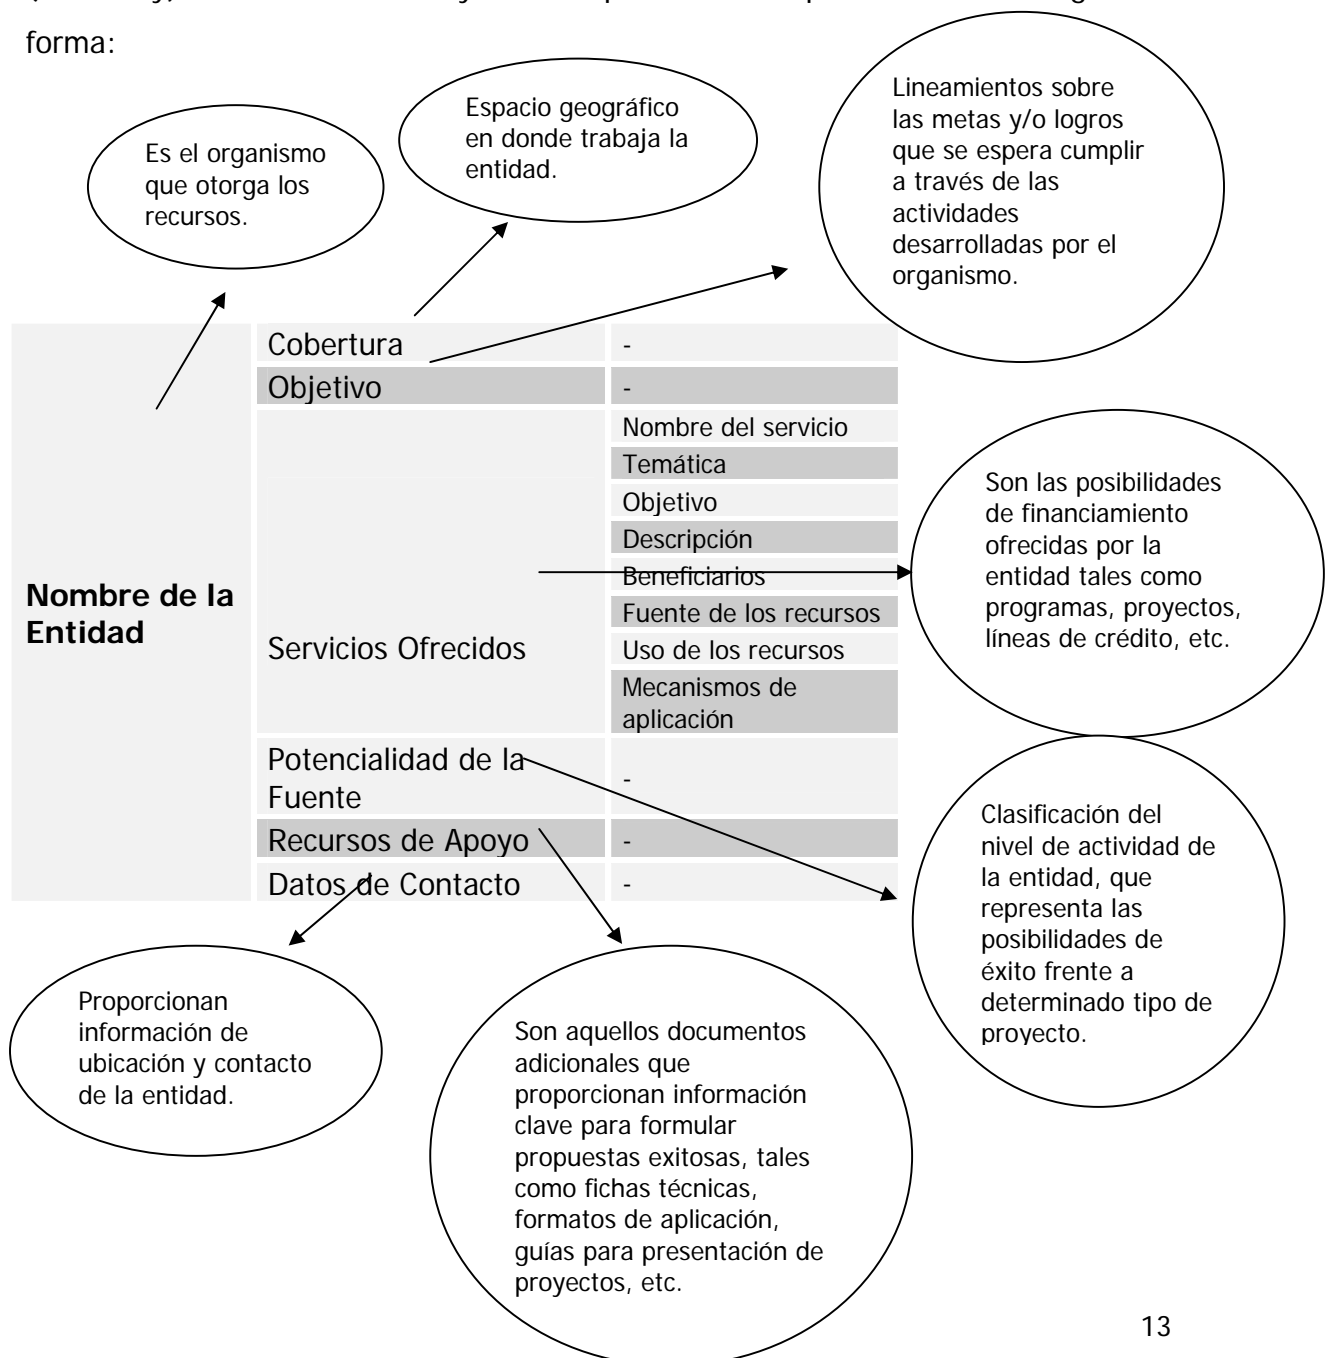 forma:
Es el organismo
que otorga los
recursos.
Espacio geográfico
en donde trabaja la
entidad.
Lineamientos sobre
las metas y/o logros
que se espera cumplir
a través de las
actividades
desarrolladas por el
organismo.
Nombre de la
Entidad
Cobertura
-
Objetivo
-
Servicios Ofrecidos
Nombre del servicio
Temática
Objetivo
Descripción
Beneficiarios
Fuente de los recursos
Uso de los recursos
Mecanismos de
aplicación
Potencialidad de la
Fuente
-
Recursos de Apoyo
-
Datos de Contacto
-
Son las posibilidades
de financiamiento
ofrecidas por la
entidad tales como
programas, proyectos,
líneas de crédito, etc.
Clasificación del
nivel de actividad de
la entidad, que
representa las
posibilidades de
éxito frente a
determinado tipo de
proyecto.
Proporcionan
información de
ubicación y contacto
de la entidad.
Son aquellos documentos
adicionales que
proporcionan información
clave para formular
propuestas exitosas, tales
como fichas técnicas,
formatos de aplicación,
guías para presentación de
proyectos, etc.
13